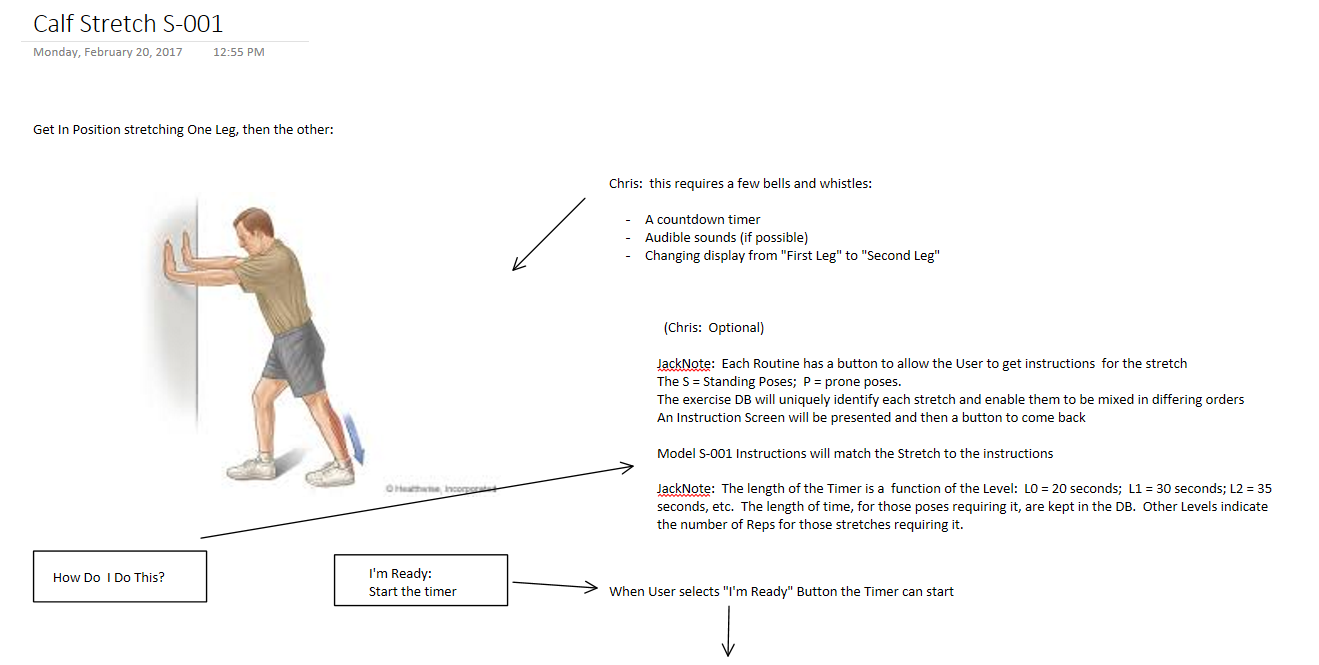 Calf Stretch S-001
Monday, February 20, 2017 12:55 PM
Get In Position stretching One Leg, then the other:
Chris: this requires a few bells and whistles:
- A countdown timer
- Audible sounds (if possible)
- Changing display from "First Leg" to "Second Leg"
(Chris: Optional)
JackNote: Each Routine has a button to allow the User to get instructions for the stretch
The S = Standing Poses; P = prone poses.
The exercise DB will uniquely identify each stretch and enable them to be mixed in differing orders
An Instruction Screen will be presented and then a button to come back
Model S-001 Instructions will match the Stretch to the instructions
JackNote: The length of the Timer is a function of the Level: L0 = 20 seconds; L1 = 30 seconds; L2 = 35
seconds, etc. The length of time, for those poses requiring it, are kept in the DB. Other Levels indicate
the number of Reps for those stretches requiring it.
© Healthwise, Incorporated
How Do I Do This?
I'm Ready:
Start the timer
When User selects "I'm Ready" Button the Timer can start